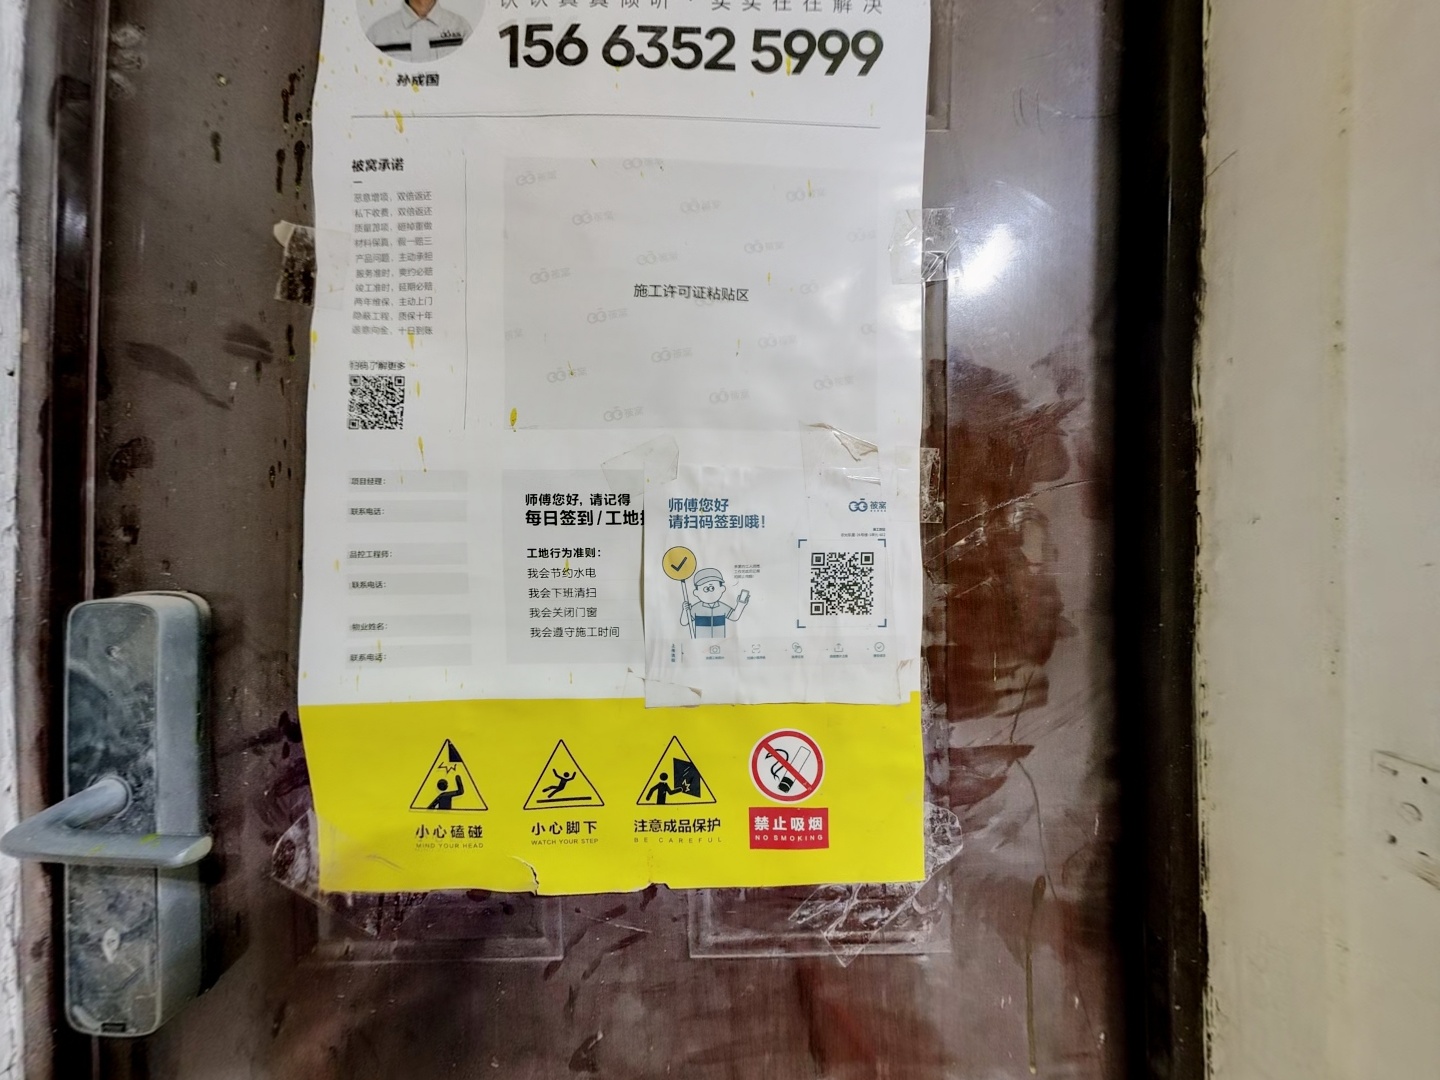 认认真真倾听·实实在在解决
156 6352 5999
孙成国
被窝承诺
恶意增项，双倍返还
私下收费，双倍返还
质量问题，砸掉重做
材料保真，假一赔三
产品问题，主动承担
服务准时，爽约必赔
竣工准时，延期必赔
两年维保，主动上门
隐蔽工程，质保十年
退意向金，十日到账
扫码了解更多
施工许可证粘贴区
项目经理：
联系电话：
品控工程师：
联系电话：
物业姓名：
联系电话：
师傅您好，请记得
每日签到/工地
工地行为准则：
我会节约水电
我会下班清扫
我会关闭门窗
我会遵守施工时间
师傅您好
请扫码签到哦！
被窝
小心磕碰
MIND YOUR HEAD
小心脚下
WATCH YOUR STEP
注意成品保护
BE CAREFUL
禁止吸烟
NO SMOKING